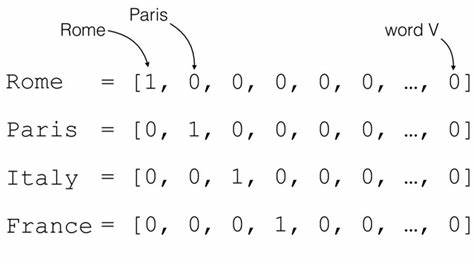 Paris
Rome
word V
Rome = [1, 0, 0, 0, 0, 0, …, 0]
Paris = [0, 1, 0, 0, 0, 0, …, 0]
Italy = [0, 0, 1, 0, 0, 0, …, 0]
France = [0, 0, 0, 1, 0, 0, …, 0]